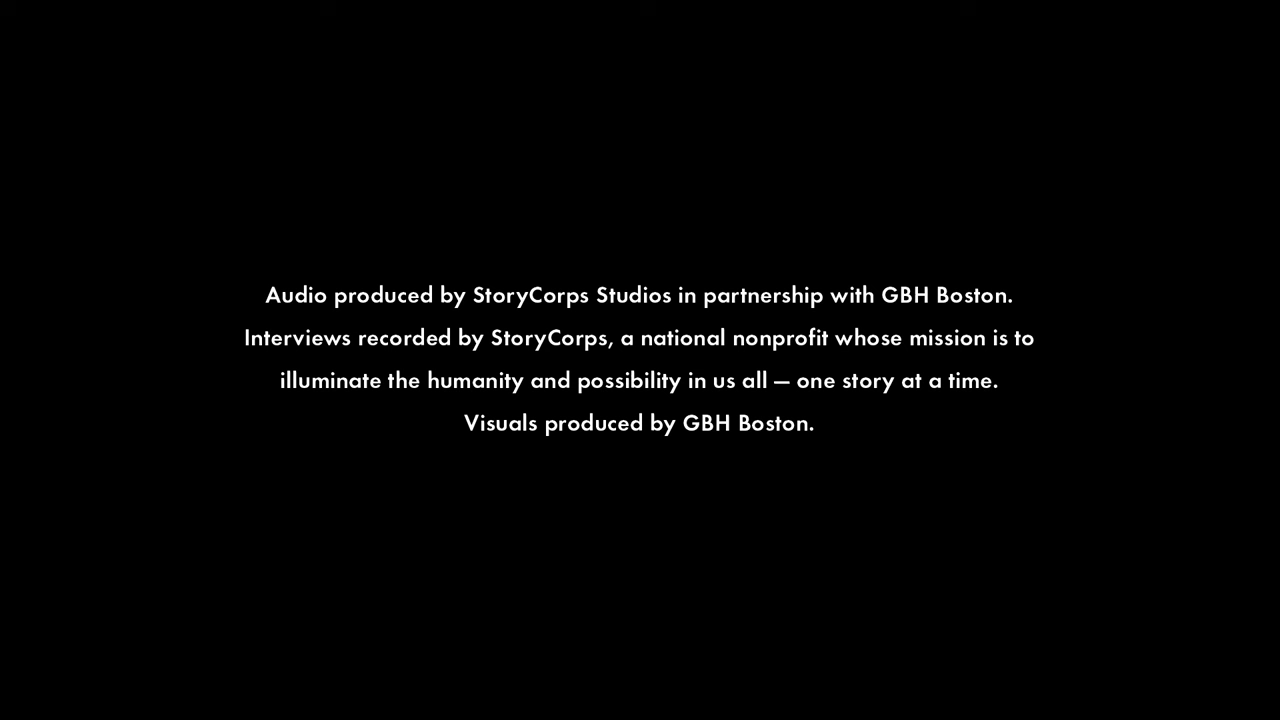 Audio produced by StoryCorps Studios in partnership with GBH Boston.
Interviews recorded by StoryCorps, a national nonprofit whose mission is to
illuminate the humanity and possibility in us all — one story at a time.
Visuals produced by GBH Boston.